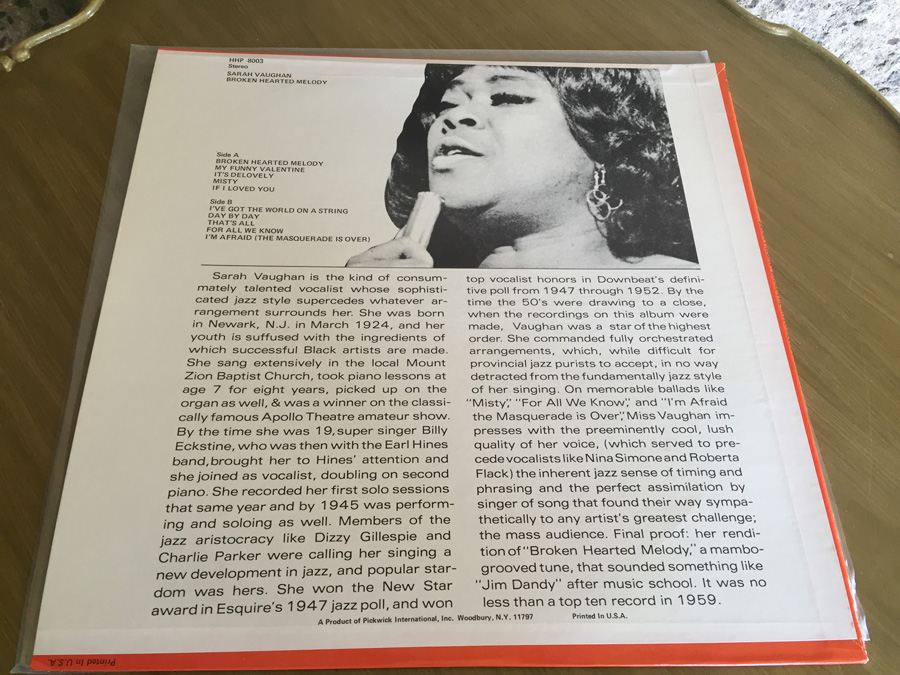 HHP -8003
Stereo
SARAH VAUGHAN
BROKEN HEARTED MELODY
Side A
BROKEN HEARTED MELODY
MY FUNNY VALENTINE
IT'S DELOVELY
MISTY
IF I LOVED YOU
Side B
I'VE GOT THE WORLD ON A STRING
DAY BY DAY
THAT'S ALL
FOR ALL WE KNOW
I'M AFRAID (THE MASQUERADE IS OVER)
Sarah Vaughan is the kind of consum-
mately talented vocalist whose sophisti-
cated jazz style supercedes whatever ar-
rangement surrounds her. She was born
in Newark, N.J. in March 1924, and her
youth is suffused with the ingredients of
which successful Black artists are made.
She sang extensively in the local Mount
Zion Baptist Church, took piano lessons at
age 7 for eight years, picked up on the
organ as well, & was a winner on the classi-
cally famous Apollo Theatre amateur show.
By the time she was 19, super singer Billy
Eckstine, who was then with the Earl Hines
band, brought her to Hines' attention and
she joined as vocalist, doubling on second
piano. She recorded her first solo sessions
that same year and by 1945 was perform-
ing and soloing as well. Members of the
jazz aristocracy like Dizzy Gillespie and
Charlie Parker were calling her singing a
new development in jazz, and popular star-
dom was hers. She won the New Star
award in Esquire's 1947 jazz poll, and won
top vocalist honors in Downbeat's defini-
tive poll from 1947 through 1952. By the
time the 50's were drawing to a close,
when the recordings on this album were
made, Vaughan was a star of the highest
order. She commanded fully orchestrated
arrangements, which, while difficult for
provincial jazz purists to accept, in no way
detracted from the fundamentally jazz style
of her singing. On memorable ballads like
"Misty," "For All We Know," and "I'm Afraid
the Masquerade is Over," Miss Vaughan im-
presses with the preeminently cool, lush
quality of her voice, (which served to pre-
cede vocalists like Nina Simone and Roberta
Flack) the inherent jazz sense of timing and
phrasing and the perfect assimilation by
singer of song that found their way sympa-
thetically to any artist's greatest challenge;
the mass audience. Final proof: her rendi-
tion of "Broken Hearted Melody," a mambo-
grooved tune, that sounded something like
"Jim Dandy" after music school. It was no
less than a top ten record in 1959.
A Product of Pickwick International, Inc. Woodbury, N.Y. 11797 Printed In U.S.A.
Printed In U.S.A.